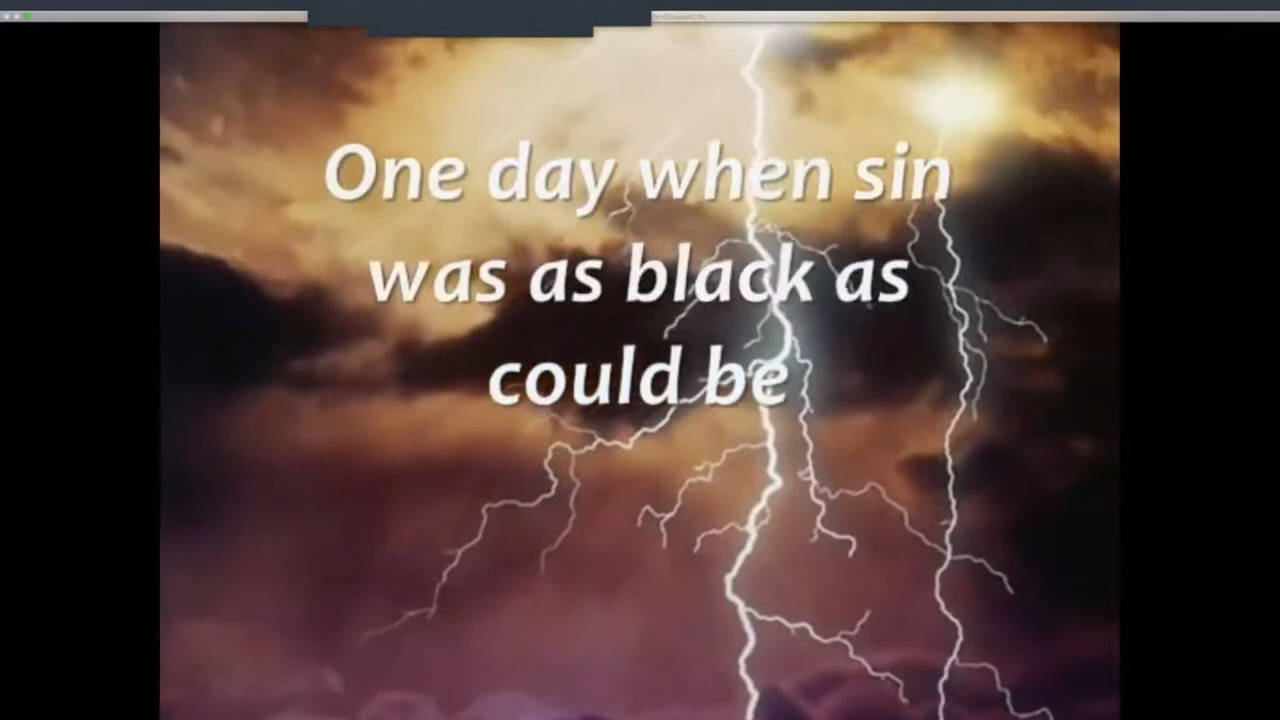 One day when sin
was as black as
could be